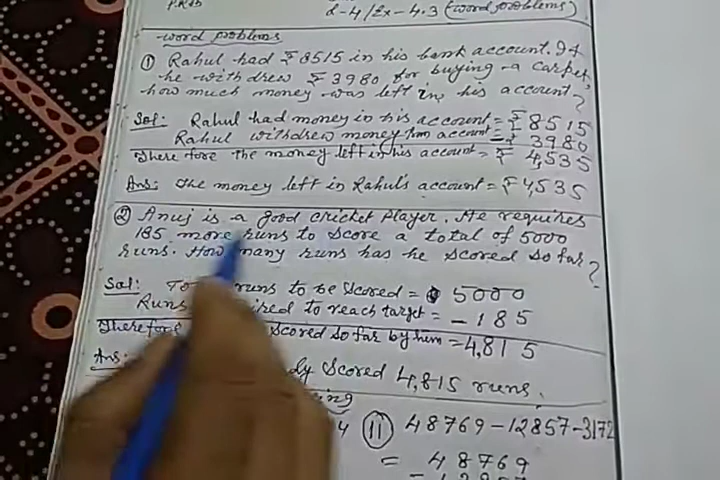 2-4/Ex-4.3 (word problems)
word problems
① Rahul had ₹8515 in his bank account. If
he withdrew ₹3980 for buying a carpet,
how much money was left in his account?
Sol: Rahul had money in his account = ₹8515
Rahul withdrew money from account = ₹3980
Therefore the money left in his account = ₹4,535
Ans: The money left in Rahul's account = ₹4,535
② Anuj is a good cricket player. He requires
185 more runs to score a total of 5000
runs. How many runs has he scored so far?
Sol: runs to be scored = 5000
Runs to reach target = -185
Therefore scored so far by him = 4,815
Ans: scored 4,815 runs.
⑪ 48769-12857-3172
= 48769